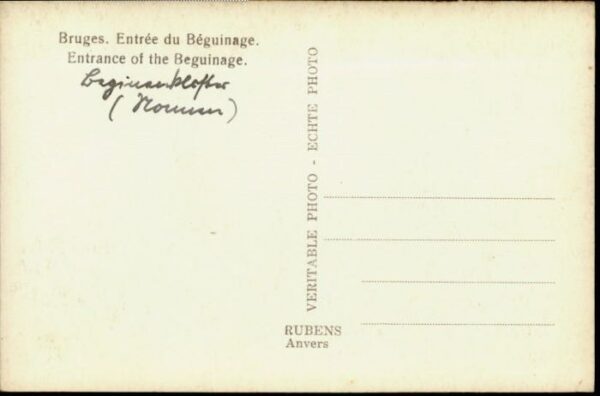 Bruges. Entrée du Béguinage.
Entrance of the Beguinage.
Beginenkloster
(Nonnen)
VERITABLE PHOTO - ECHTE PHOTO
RUBENS
Anvers